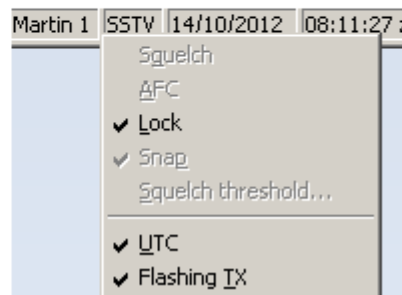 Martin 1 SSTV 14/10/2012 08:11:27
Squelch
AFC
Lock
Snap
Squelch threshold...
UTC
Flashing TX